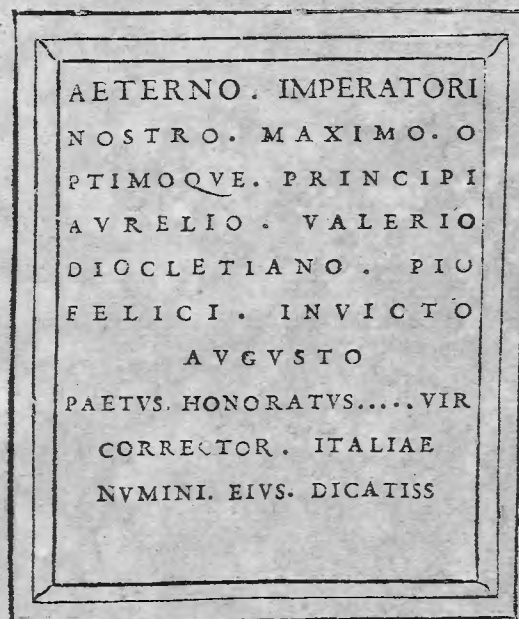 AETERNO. IMPERATORI
NOSTRO. MAXIMO. O
PTIMOQVE. PRINCIPI
AVRELIO. VALERIO
DIOCLETIANO. PIO
FELICI. INVICTO
AVGVSTO
PAETVS. HONORATVS.....VIR
CORRECTOR. ITALIAE
NVMINI. EIVS. DICATISS